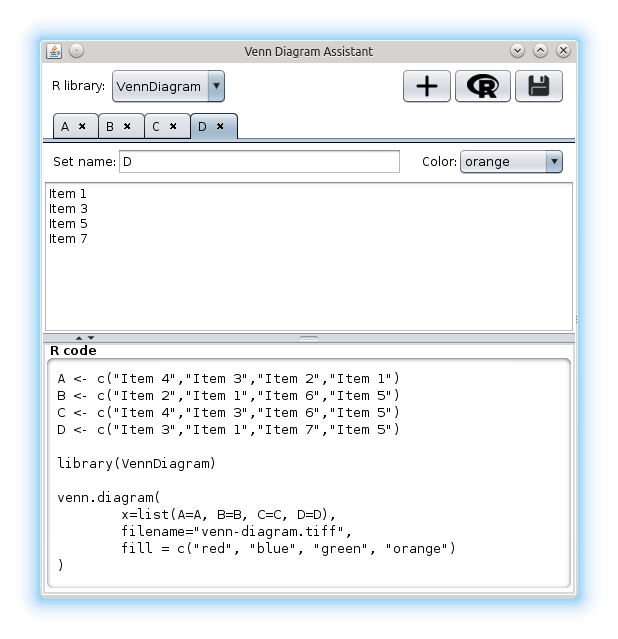 Venn Diagram Assistant
R library: VennDiagram
R
A B C D
Set name: D Color: orange
Item 1
Item 3
Item 5
Item 7
R code
A <- c("Item 4","Item 3","Item 2","Item 1")
B <- c("Item 2","Item 1","Item 6","Item 5")
C <- c("Item 4","Item 3","Item 6","Item 5")
D <- c("Item 3","Item 1","Item 7","Item 5")
library(VennDiagram)
venn.diagram(
x=list(A=A, B=B, C=C, D=D),
filename="venn-diagram.tiff",
fill = c("red", "blue", "green", "orange")
)